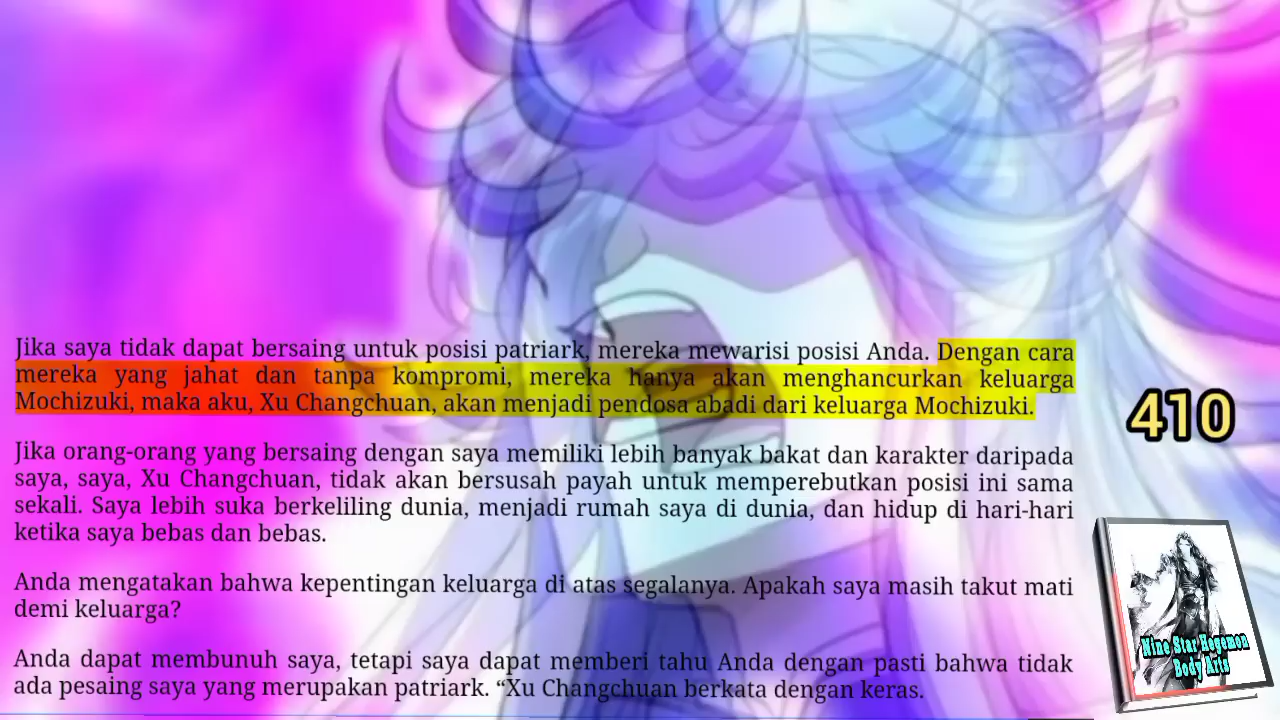 Jika saya tidak dapat bersaing untuk posisi patriark, mereka mewarisi posisi Anda. Dengan cara
mereka yang jahat dan tanpa kompromi, mereka hanya akan menghancurkan keluarga
Mochizuki, maka aku, Xu Changchuan, akan menjadi pendosa abadi dari keluarga Mochizuki.
Jika orang-orang yang bersaing dengan saya memiliki lebih banyak bakat dan karakter daripada
saya, saya, Xu Changchuan, tidak akan bersusah payah untuk memperebutkan posisi ini sama
sekali. Saya lebih suka berkeliling dunia, menjadi rumah saya di dunia, dan hidup di hari-hari
ketika saya bebas dan bebas.
Anda mengatakan bahwa kepentingan keluarga di atas segalanya. Apakah saya masih takut mati
demi keluarga?
Anda dapat membunuh saya, tetapi saya dapat memberi tahu Anda dengan pasti bahwa tidak
ada pesaing saya yang merupakan patriark. “Xu Changchuan berkata dengan keras.
410
Nine Star Hegemon
Body Arts